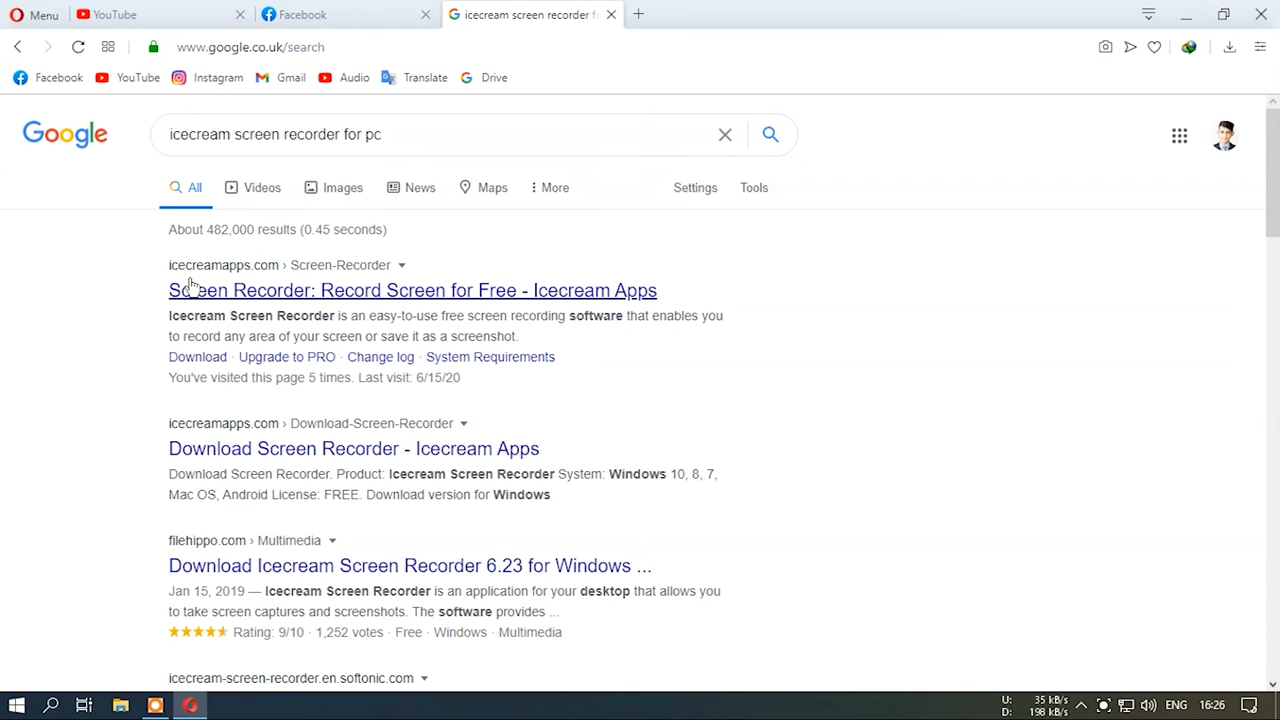 Menu
YouTube
Facebook
icecream screen recorder fo
www.google.co.uk/search
Facebook YouTube Instagram Gmail Audio Translate Drive
Google
icecream screen recorder for pc
All Videos Images News Maps More Settings Tools
About 482,000 results (0.45 seconds)
icecreamapps.com › Screen-Recorder
Screen Recorder: Record Screen for Free - Icecream Apps
Icecream Screen Recorder is an easy-to-use free screen recording software that enables you
to record any area of your screen or save it as a screenshot.
Download · Upgrade to PRO · Change log · System Requirements
You've visited this page 5 times. Last visit: 6/15/20
icecreamapps.com › Download-Screen-Recorder
Download Screen Recorder - Icecream Apps
Download Screen Recorder. Product: Icecream Screen Recorder System: Windows 10, 8, 7,
Mac OS, Android License: FREE. Download version for Windows
filehippo.com › Multimedia
Download Icecream Screen Recorder 6.23 for Windows ...
Jan 15, 2019 — Icecream Screen Recorder is an application for your desktop that allows you
to take screen captures and screenshots. The software provides ...
Rating: 9/10 · 1,252 votes · Free · Windows · Multimedia
icecream-screen-recorder.en.softonic.com
U: 35 kB/s
D: 198 kB/s
ENG
16:26